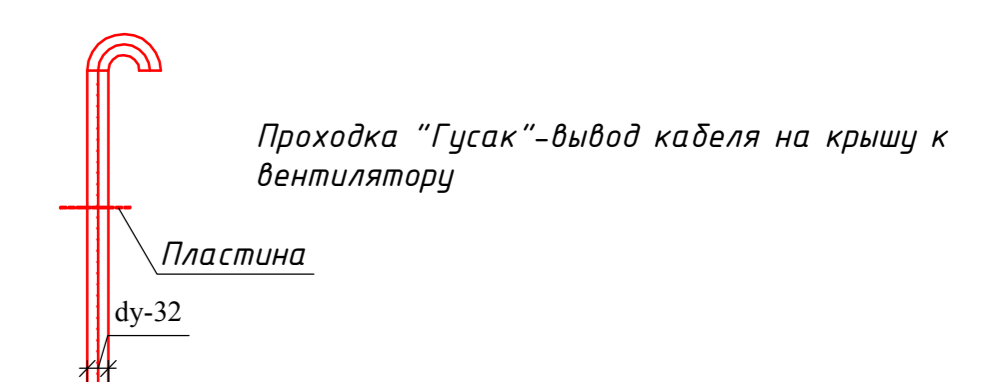 Проходка "Гусак"-вывод кабеля на крышу к
вентилятору
Пластина
dy-32